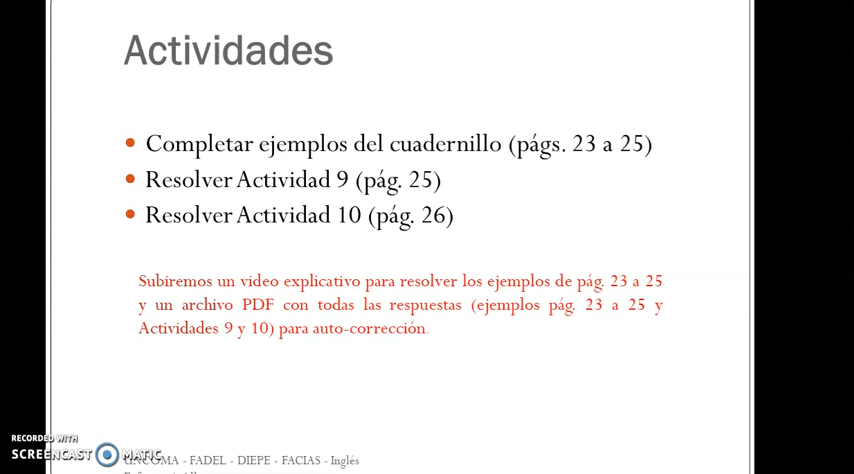 Actividades
• Completar ejemplos del cuadernillo (págs. 23 a 25)
• Resolver Actividad 9 (pág. 25)
• Resolver Actividad 10 (pág. 26)
Subiremos un video explicativo para resolver los ejemplos de pág. 23 a 25
y un archivo PDF con todas las respuestas (ejemplos pág. 23 a 25 y
Actividades 9 y 10) para auto-corrección.
RECORDED WITH
SCREENCAST MATIC
- FADEL - DIEPE - FACIAS - Inglés